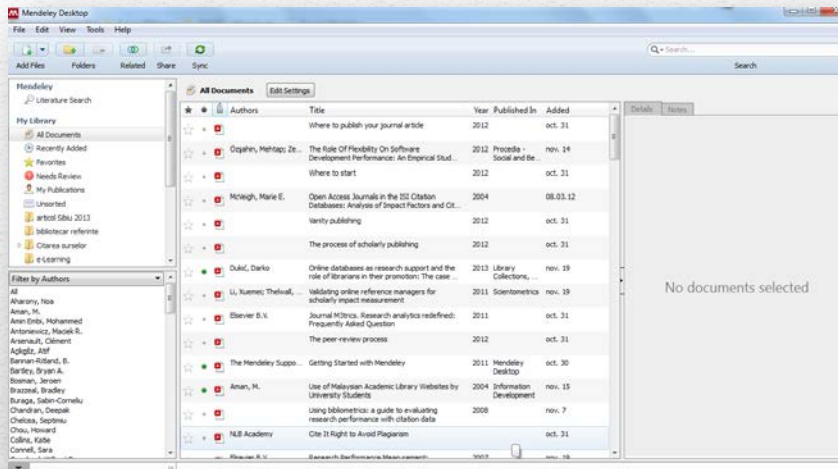 Mendeley Desktop
File Edit View Tools Help
Add Files Folders Related Share Sync
Search...
Search
Mendeley
Literature Search
My Library
All Documents
Recently Added
Favorites
Needs Review
My Publications
Unsorted
articol Sibiu 2013
bibliotecar referinte
Citarea surselor
e-Learning
Filter by Authors
All
Aharony, Noa
Aman, M.
Amin Embi, Mohammed
Antoniewicz, Maciek R.
Arsenault, Clément
Bannan-Ritland, B.
Bartley, Bryan A.
Bosman, Jeroen
Brazzeal, Bradley
Buraga, Sabin-Corneliu
Chandran, Deepak
Chelcea, Septimiu
Chou, Howard
Collins, Katie
Connell, Sara
All Documents Edit Settings
Authors Title Year Published In Added
Where to publish your journal article 2012 oct. 31
Mehtap; Ze... The Role Of Flexibility On Software 2012 Procedia - nov. 14
Development Performance: An Empirical Stud... Social and Be...
Where to start 2012 oct. 31
McVeigh, Marie E. Open Access Journals in the ISI Citation 2004 08.03.12
Databases: Analysis of Impact Factors and Cit...
Vanity publishing 2012 oct. 31
The process of scholarly publishing 2012 oct. 31
Dukić, Darko Online databases as research support and the 2013 Library nov. 19
role of librarians in their promotion: The case ... Collections, ...
Li, Xuemei; Thelwall, ... Validating online reference managers for 2011 Scientometrics nov. 19
scholarly impact measurement
Elsevier B.V. Journal M3trics. Research analytics redefined: 2011 oct. 31
Frequently Asked Question
The peer-review process 2012 oct. 31
The Mendeley Suppo... Getting Started with Mendeley 2011 Mendeley oct. 30
Desktop
Aman, M. Use of Malaysian Academic Library Websites by 2004 Information nov. 15
University Students Development
Using bibliometrics: a guide to evaluating 2008 nov. 7
research performance with citation data
NLB Academy Cite It Right to Avoid Plagiarism oct. 31
Details Notes
No documents selected